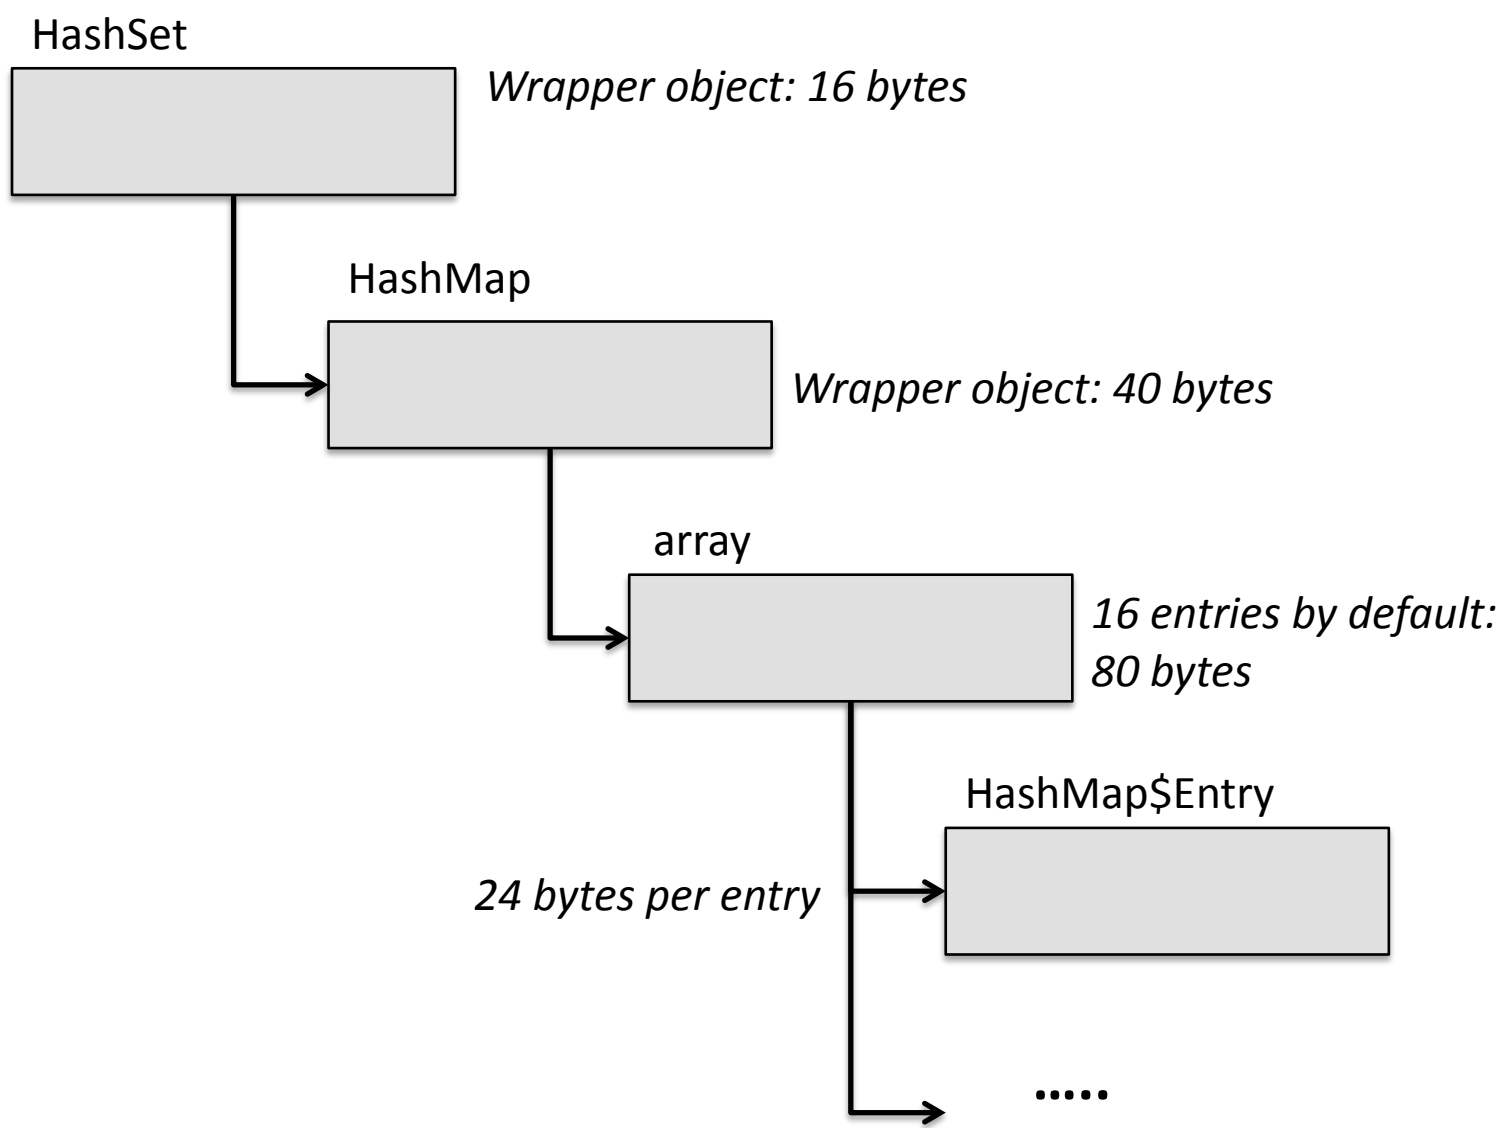 HashSet
Wrapper object: 16 bytes
HashMap
Wrapper object: 40 bytes
array
16 entries by default:
80 bytes
HashMap$Entry
24 bytes per entry
.....